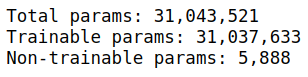 Total params: 31,043,521
Trainable params: 31,037,633
Non-trainable params: 5,888